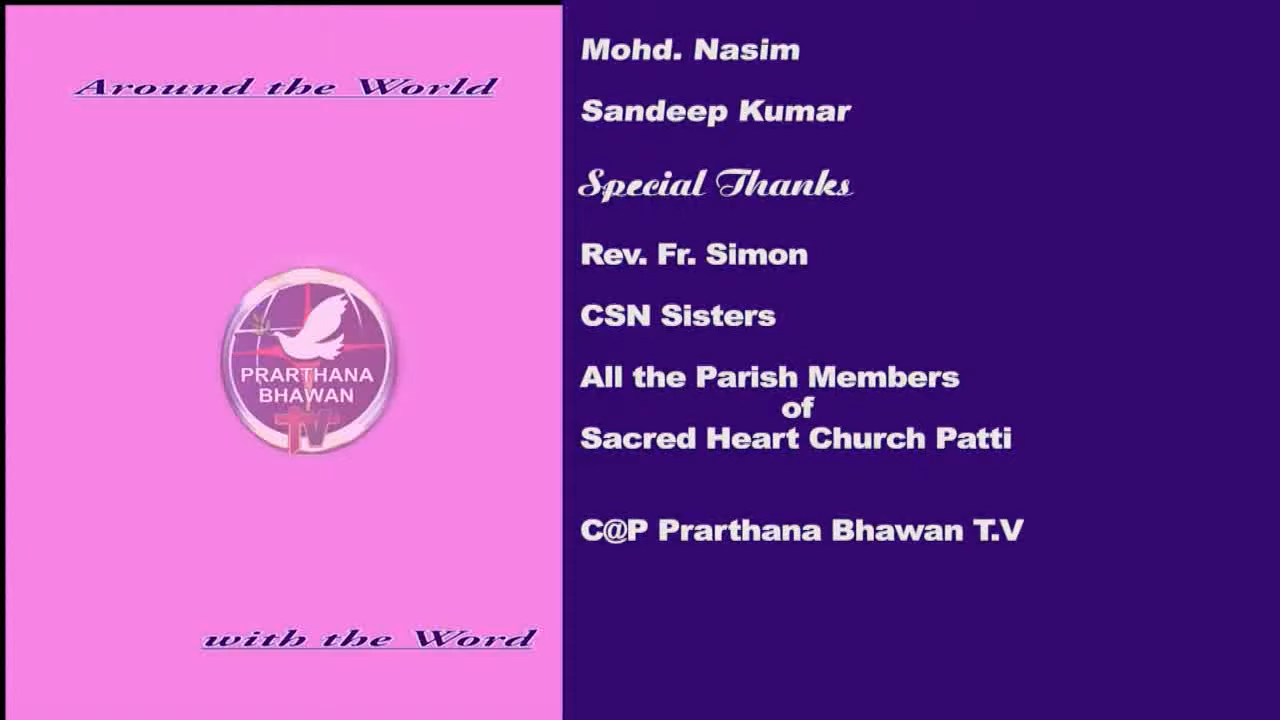 Around the World
PRARTHANA
BHAWAN
TV
with the Word
Mohd. Nasim
Sandeep Kumar
Special Thanks
Rev. Fr. Simon
CSN Sisters
All the Parish Members
of
Sacred Heart Church Patti
C@P Prarthana Bhawan T.V